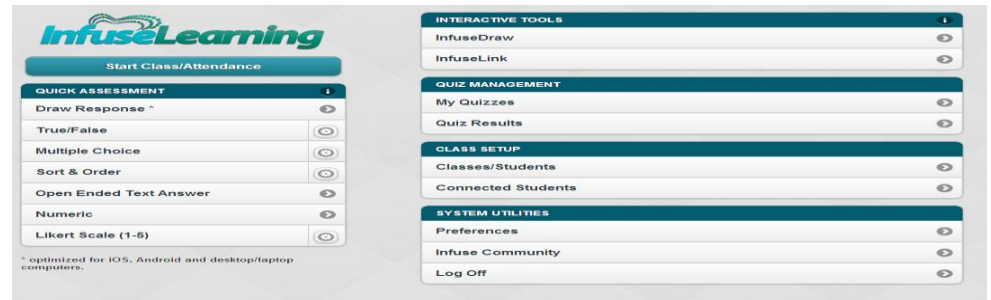 InfuseLearning
Start Class/Attendance
QUICK ASSESSMENT
Draw Response *
True/False
Multiple Choice
Sort & Order
Open Ended Text Answer
Numeric
Likert Scale (1-5)
* optimized for iOS, Android and desktop/laptop
computers.
INTERACTIVE TOOLS
InfuseDraw
InfuseLink
QUIZ MANAGEMENT
My Quizzes
Quiz Results
CLASS SETUP
Classes/Students
Connected Students
SYSTEM UTILITIES
Preferences
Infuse Community
Log Off